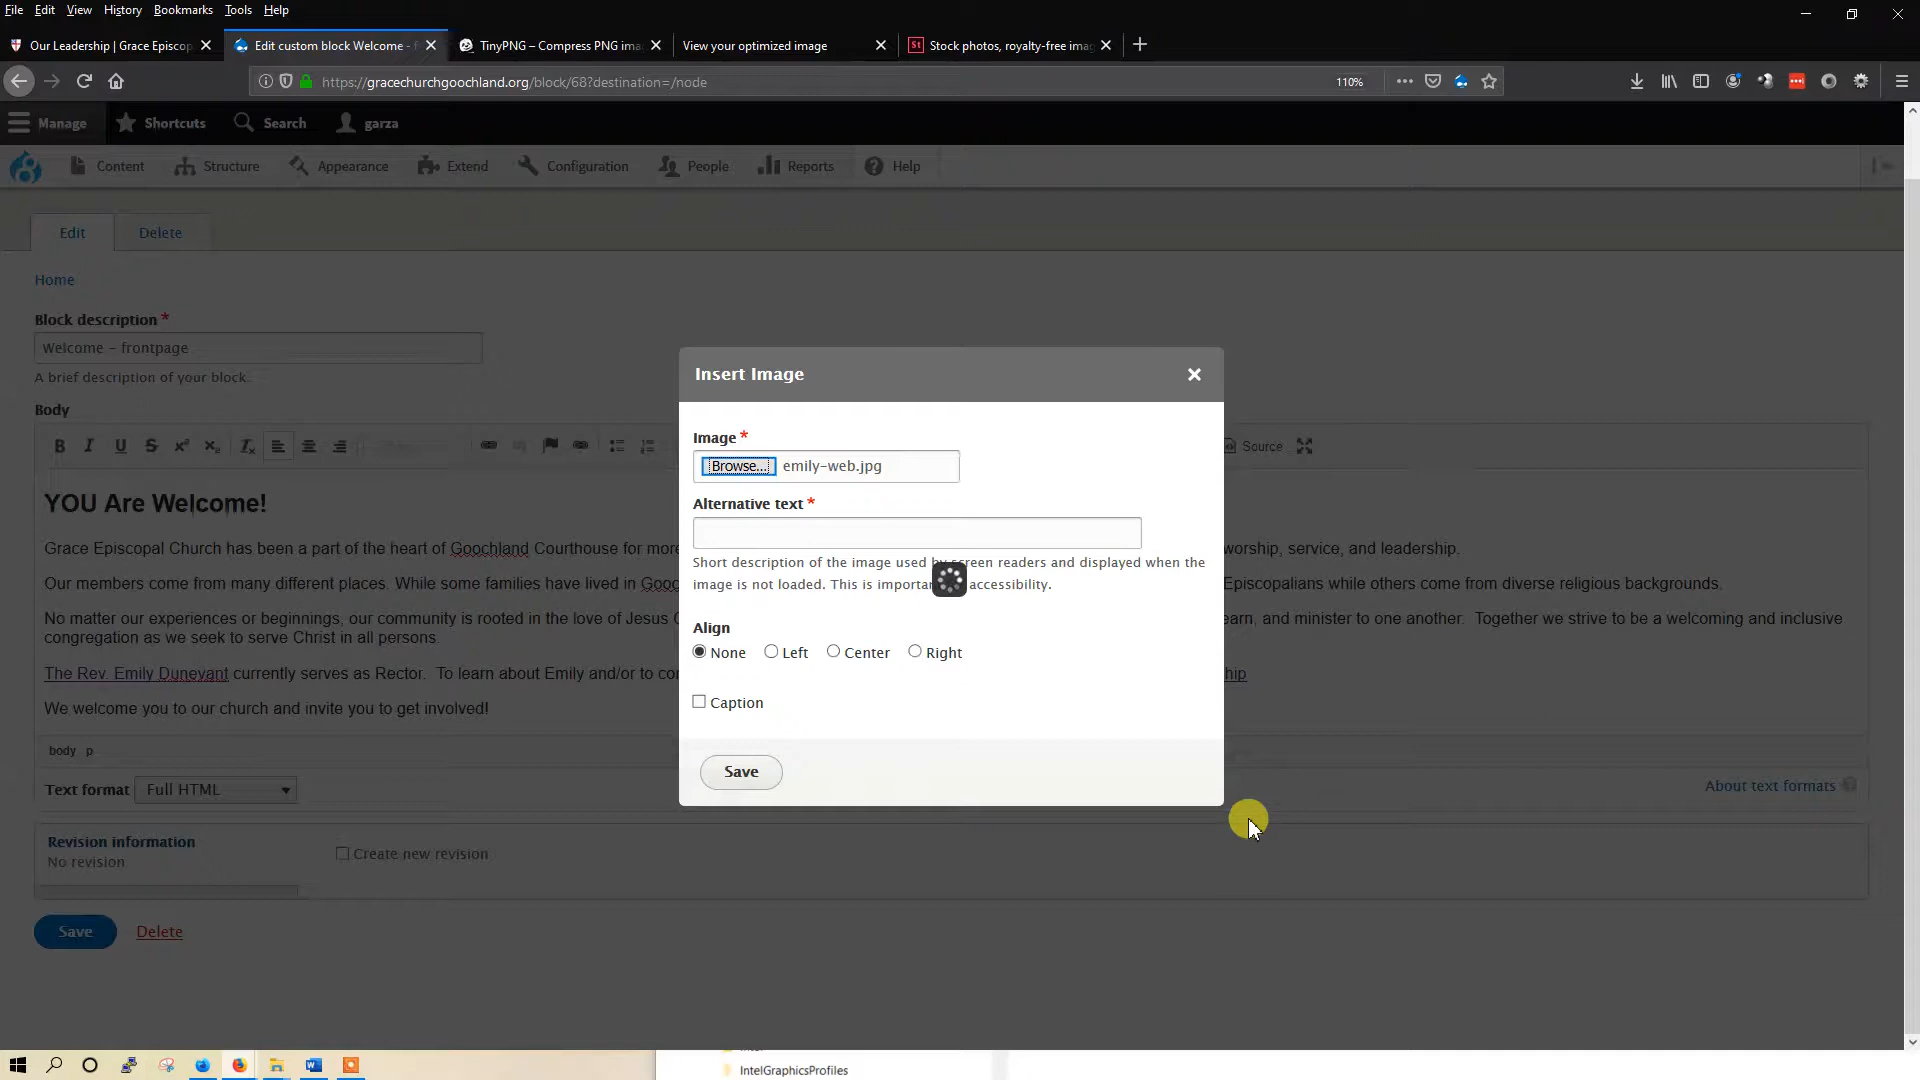 File Edit View History Bookmarks Tools Help
Our Leadership | Grace Episcop
Edit custom block Welcome - f
TinyPNG – Compress PNG ima
View your optimized image
Stock photos, royalty-free imag
https://gracechurchgoochland.org/block/68?destination=/node
110%
Manage Shortcuts Search garza
Content Structure Appearance Extend Configuration People Reports Help
Edit Delete
Home
Block description *
Welcome - frontpage
A brief description of your block.
Body
Source
YOU Are Welcome!
Grace Episcopal Church has been a part of the heart of Goochland Courthouse for more
worship, service, and leadership.
Our members come from many different places. While some families have lived in Gooc
Episcopalians while others come from diverse religious backgrounds.
No matter our experiences or beginnings, our community is rooted in the love of Jesus C
earn, and minister to one another. Together we strive to be a welcoming and inclusive
congregation as we seek to serve Christ in all persons.
The Rev. Emily Dunevant currently serves as Rector. To learn about Emily and/or to co
hip
We welcome you to our church and invite you to get involved!
body p
Text format Full HTML
About text formats
Revision information
No revision
Create new revision
Save Delete
Insert Image
Image *
Browse... emily-web.jpg
Alternative text *
Short description of the image used by screen readers and displayed when the
image is not loaded. This is importa accessibility.
Align
None Left Center Right
Caption
Save
IntelGraphicsProfiles